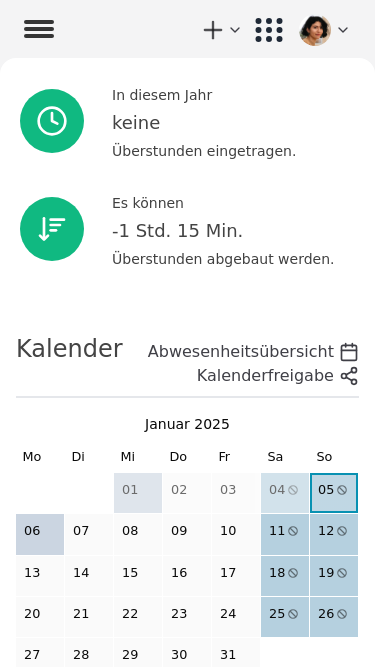 In diesem Jahr
keine
Überstunden eingetragen.
Es können
-1 Std. 15 Min.
Überstunden abgebaut werden.
Kalender
Abwesenheitsübersicht
Kalenderfreigabe
Januar 2025
Mo Di Mi Do Fr Sa So
01 02 03 04 05
06 07 08 09 10 11 12
13 14 15 16 17 18 19
20 21 22 23 24 25 26
27 28 29 30 31